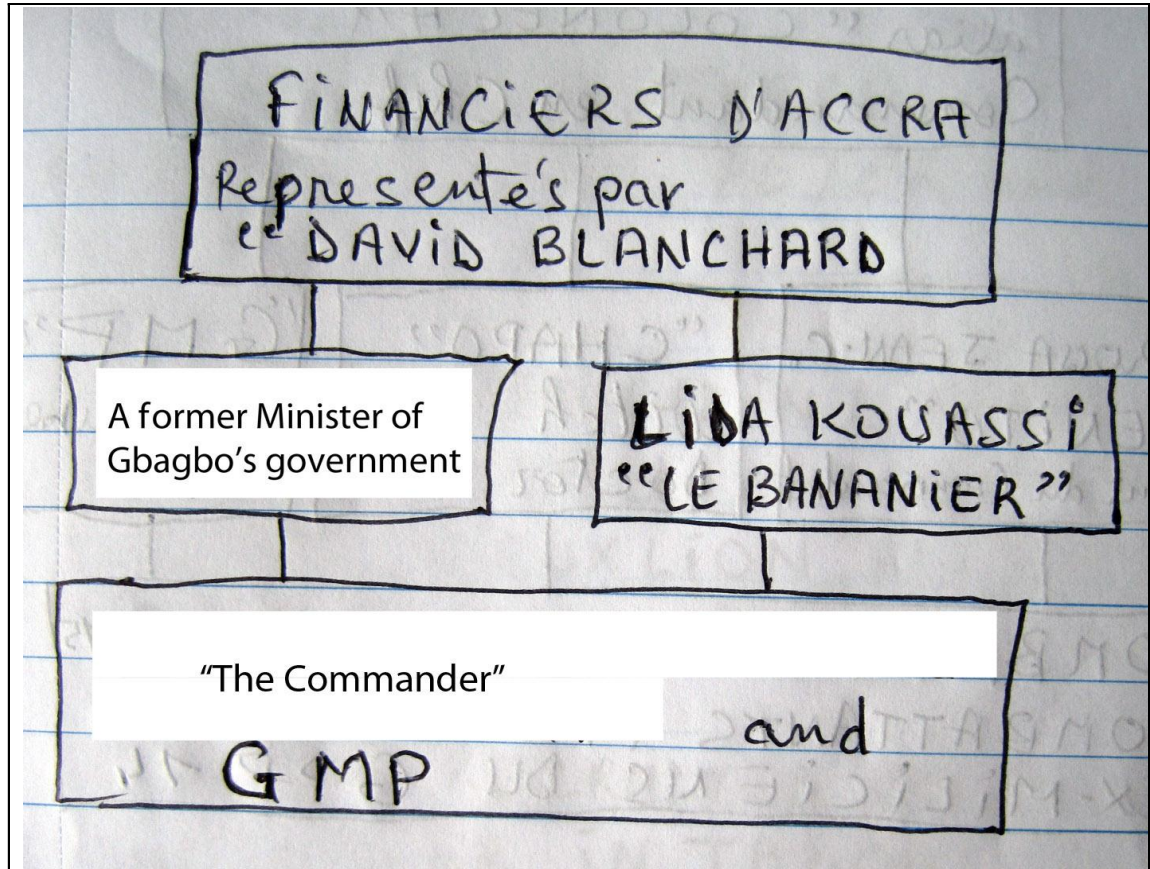 FINANCIERS D'ACCRA
Représentés par
"DAVID BLANCHARD
A former Minister of
Gbagbo's government
LIDA KOUASSI
"LE BANANIER"
"The Commander"
and
GMP